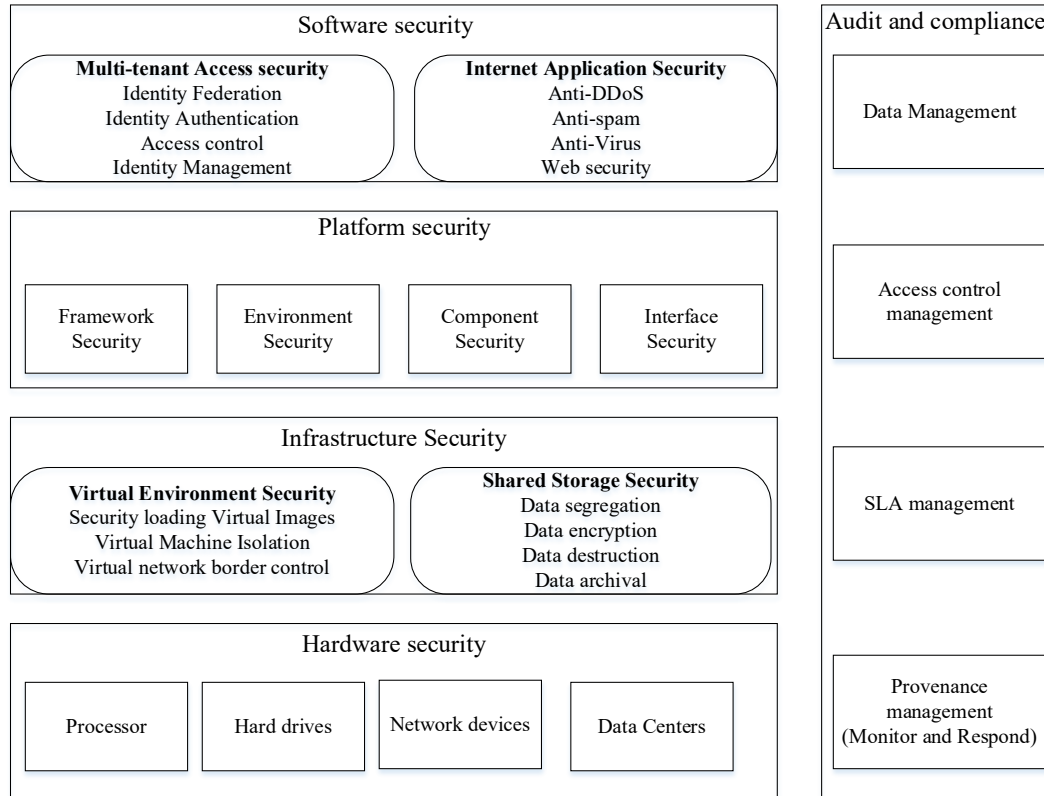 Software security
Multi-tenant Access security
Identity Federation
Identity Authentication
Access control
Identity Management
Internet Application Security
Anti-DDoS
Anti-spam
Anti-Virus
Web security
Platform security
Framework
Security
Environment
Security
Component
Security
Interface
Security
Infrastructure Security
Virtual Environment Security
Security loading Virtual Images
Virtual Machine Isolation
Virtual network border control
Shared Storage Security
Data segregation
Data encryption
Data destruction
Data archival
Hardware security
Processor
Hard drives
Network devices
Data Centers
Audit and compliance
Data Management
Access control
management
SLA management
Provenance
management
(Monitor and Respond)